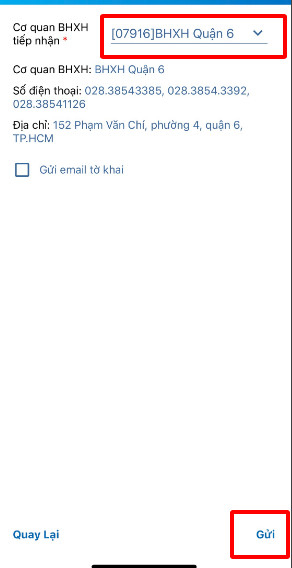 Cơ quan BHXH
tiếp nhận *
[07916]BHXH Quận 6
Cơ quan BHXH: BHXH Quận 6
Số điện thoại: 028.38543385, 028.3854.3392,
028.38541126
Địa chỉ: 152 Phạm Văn Chí, phường 4, quận 6,
TP.HCM
Gửi email tờ khai
Quay Lại
Gửi